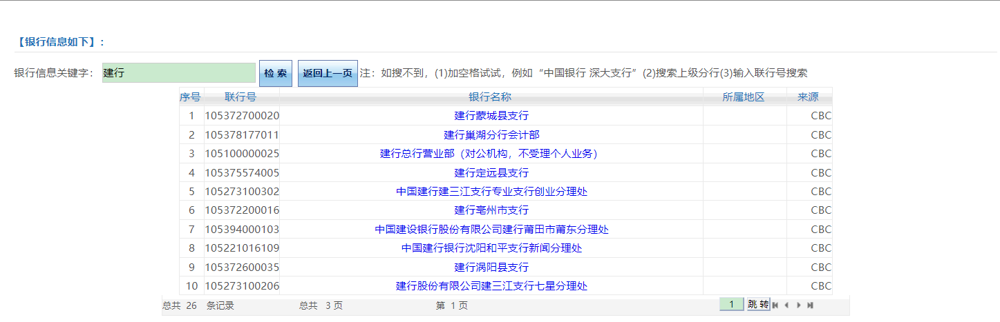 【银行信息如下】:
银行信息关键字: 建行 检 索 返回上一页 注: 如搜不到, (1)加空格试试, 例如“中国银行 深大支行” (2)搜索上级分行(3)输入联行号搜索
序号 联行号 银行名称 所属地区 来源
1 105372700020 建行蒙城县支行 CBC
2 105378177011 建行巢湖分行会计部 CBC
3 105100000025 建行总行营业部（对公机构，不受理个人业务） CBC
4 105375574005 建行定远县支行 CBC
5 105273100302 中国建行建三江支行专业支行创业分理处 CBC
6 105372200016 建行亳州市支行 CBC
7 105394000103 中国建设银行股份有限公司建行莆田市莆东分理处 CBC
8 105221016109 中国建行银行沈阳和平支行新闻分理处 CBC
9 105372600035 建行涡阳县支行 CBC
10 105273100206 建行股份有限公司建三江支行七星分理处 CBC
总共 26 条记录 总共 3 页 第 1 页 1 跳 转